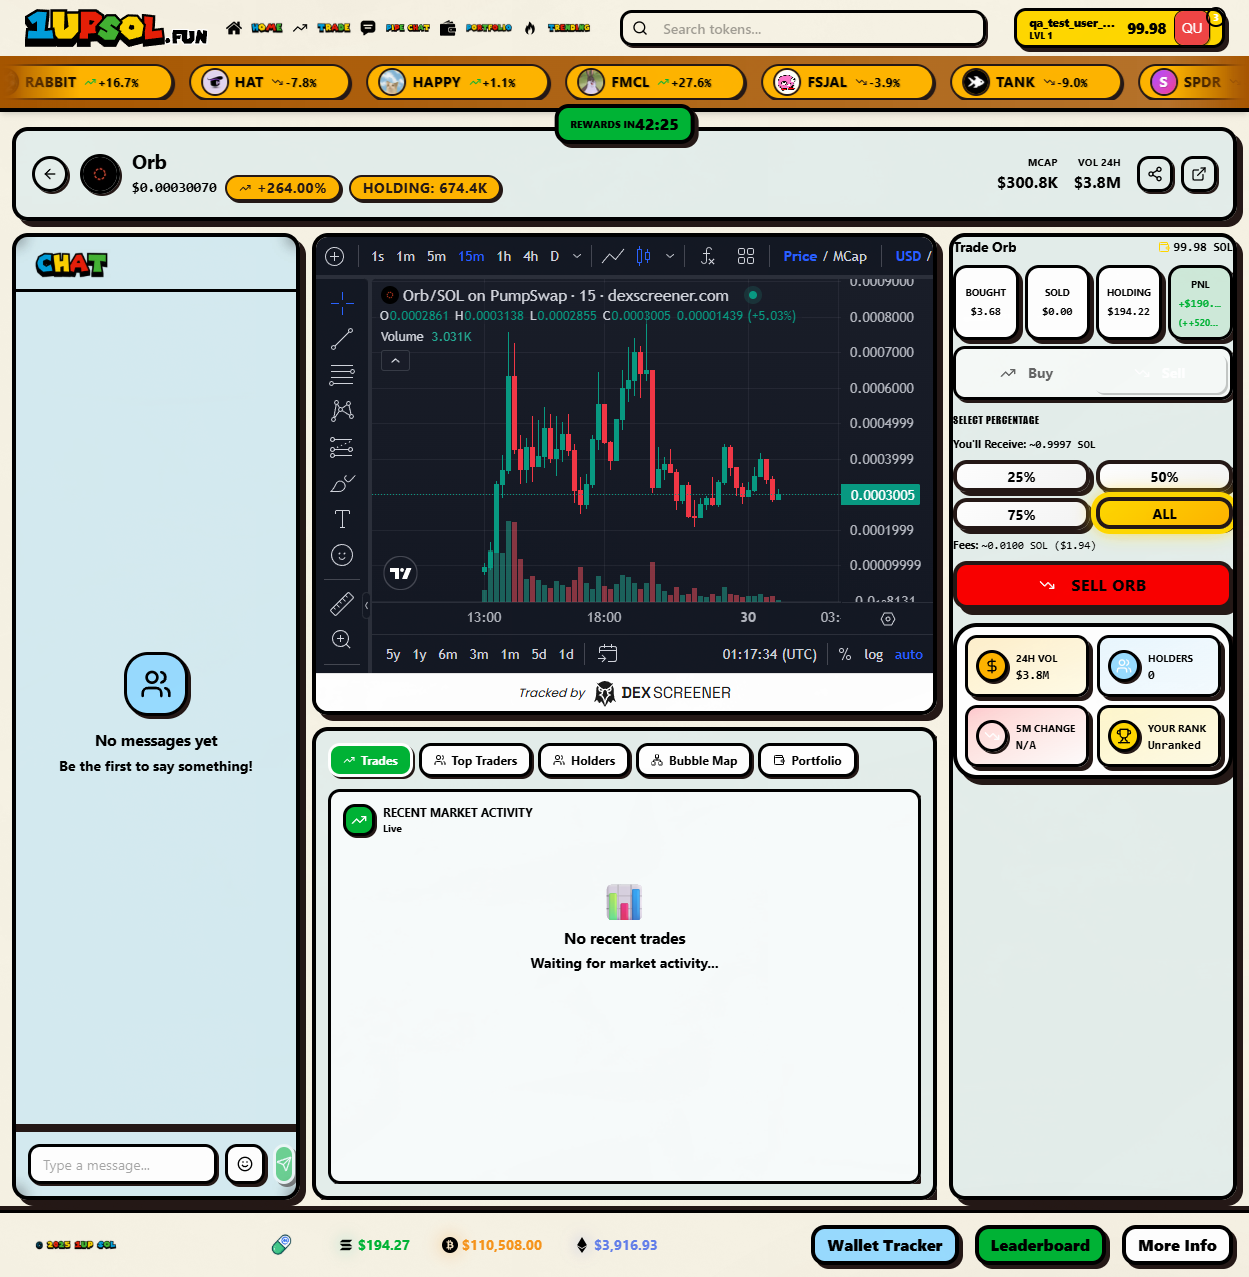 1UPSOL.FUN
HOME
TRADE
PIPE CHAT
PORTFOLIO
TRENDING
Search tokens...
qa_test_user_...
LVL 1
99.98
QU
3
RABBIT +16.7%
HAT -7.8%
HAPPY +1.1%
FMCL +27.6%
FSJAL -3.9%
TANK -9.0%
S SPDR
REWARDS IN 42:25
Orb
$0.00030070
+264.00%
HOLDING: 674.4K
MCAP
$300.8K
VOL 24H
$3.8M
CHAT
No messages yet
Be the first to say something!
Type a message...
1s 1m 5m 15m 1h 4h D
Price / MCap
USD /
Orb/SOL on PumpSwap · 15 · dexscreener.com
O0.0002861 H0.0003138 L0.0002855 C0.0003005 0.00001439 (+5.03%)
Volume 3.031K
0.0009000
0.0008000
0.0007000
0.0006000
0.0004999
0.0003999
0.0003005
0.0001999
0.00009999
13:00 18:00 30 03:
5y 1y 6m 3m 1m 5d 1d
01:17:34 (UTC)
% log auto
Tracked by DEXSCREENER
Trades
Top Traders
Holders
Bubble Map
Portfolio
RECENT MARKET ACTIVITY
Live
No recent trades
Waiting for market activity...
Trade Orb
99.98 SOL
BOUGHT
$3.68
SOLD
$0.00
HOLDING
$194.22
PNL
+$190....
(++520...
Buy
Sell
SELECT PERCENTAGE
You'll Receive: ~0.9997 SOL
25%
50%
75%
ALL
Fees: ~0.0100 SOL ($1.94)
SELL ORB
24H VOL
$3.8M
HOLDERS
0
5M CHANGE
N/A
YOUR RANK
Unranked
© 2025 1UP SOL
$194.27
$110,508.00
$3,916.93
Wallet Tracker
Leaderboard
More Info